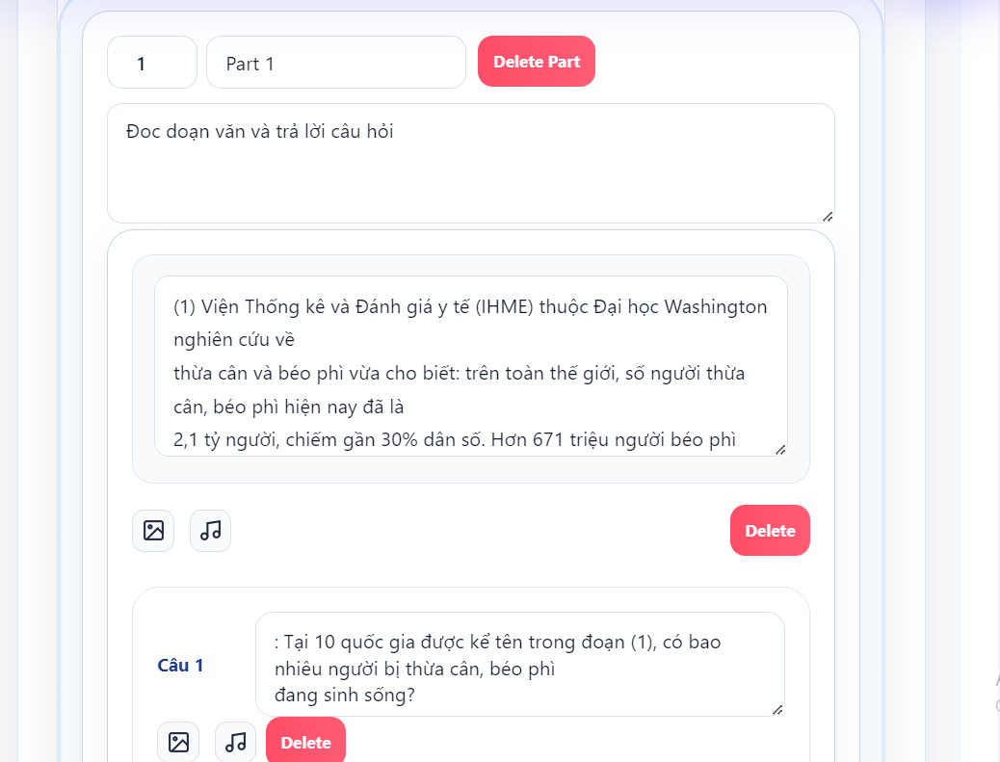 1
Part 1
Delete Part
Đoc doạn văn và trả lời câu hỏi
(1) Viện Thống kê và Đánh giá y tế (IHME) thuộc Đại học Washington
nghiên cứu về
thừa cân và béo phì vừa cho biết: trên toàn thế giới, số người thừa
cân, béo phì hiện nay đã là
2,1 tỷ người, chiếm gần 30% dân số. Hơn 671 triệu người béo phì
Delete
Câu 1
: Tại 10 quốc gia được kể tên trong đoạn (1), có bao
nhiêu người bị thừa cân, béo phì
đang sinh sống?
Delete